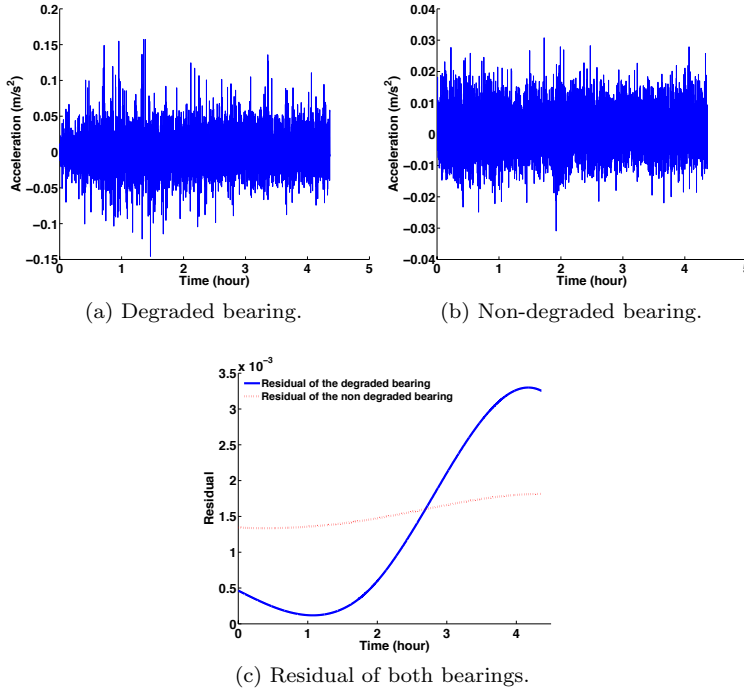 0.2
0.15
0.1
0.05
0
−0.05
−0.1
−0.15
Acceleration (m/s²)
0 1 2 3 4 5
Time (hour)
(a) Degraded bearing.
0.04
0.03
0.02
0.01
0
−0.01
−0.02
−0.03
−0.04
Acceleration (m/s²)
0 1 2 3 4 5
Time (hour)
(b) Non-degraded bearing.
x 10⁻³
3.5
3
2.5
2
1.5
1
0.5
0
Residual
Residual of the degraded bearing
Residual of the non degraded bearing
0 1 2 3 4
Time (hour)
(c) Residual of both bearings.